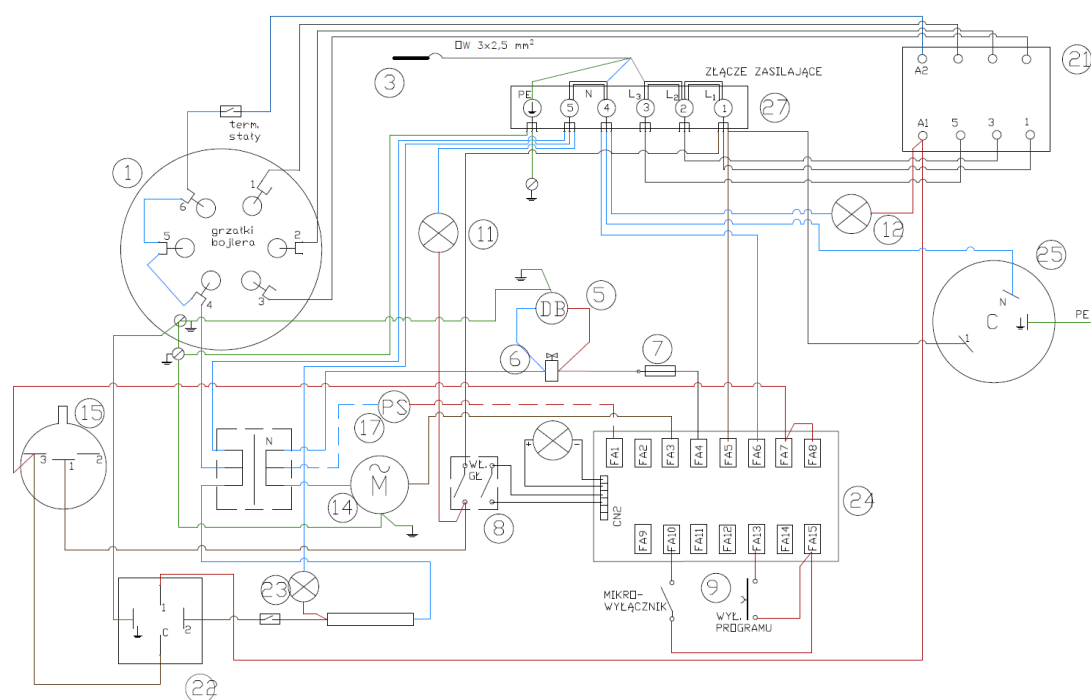 □W 3x2,5 mm²
3
ZŁĄCZE ZASILAJĄCE
21
A2
PE
N
L3
L2
L1
5
4
3
2
1
27
A1
5
3
1
term.
stały
1
6
1
grzałki
bojlera
5
2
4
3
11
12
25
N
C
1
PE
DB
5
6
7
15
3
1
2
17
PS
N
~
M
14
WŁ.
GŁ
8
+
-
CN2
FA1
FA2
FA3
FA4
FA5
FA6
FA7
FA8
24
FA9
FA10
FA11
FA12
FA13
FA14
FA15
MIKRO-
WYŁĄCZNIK
9
WYŁ.
PROGRAMU
23
1
C
2
22